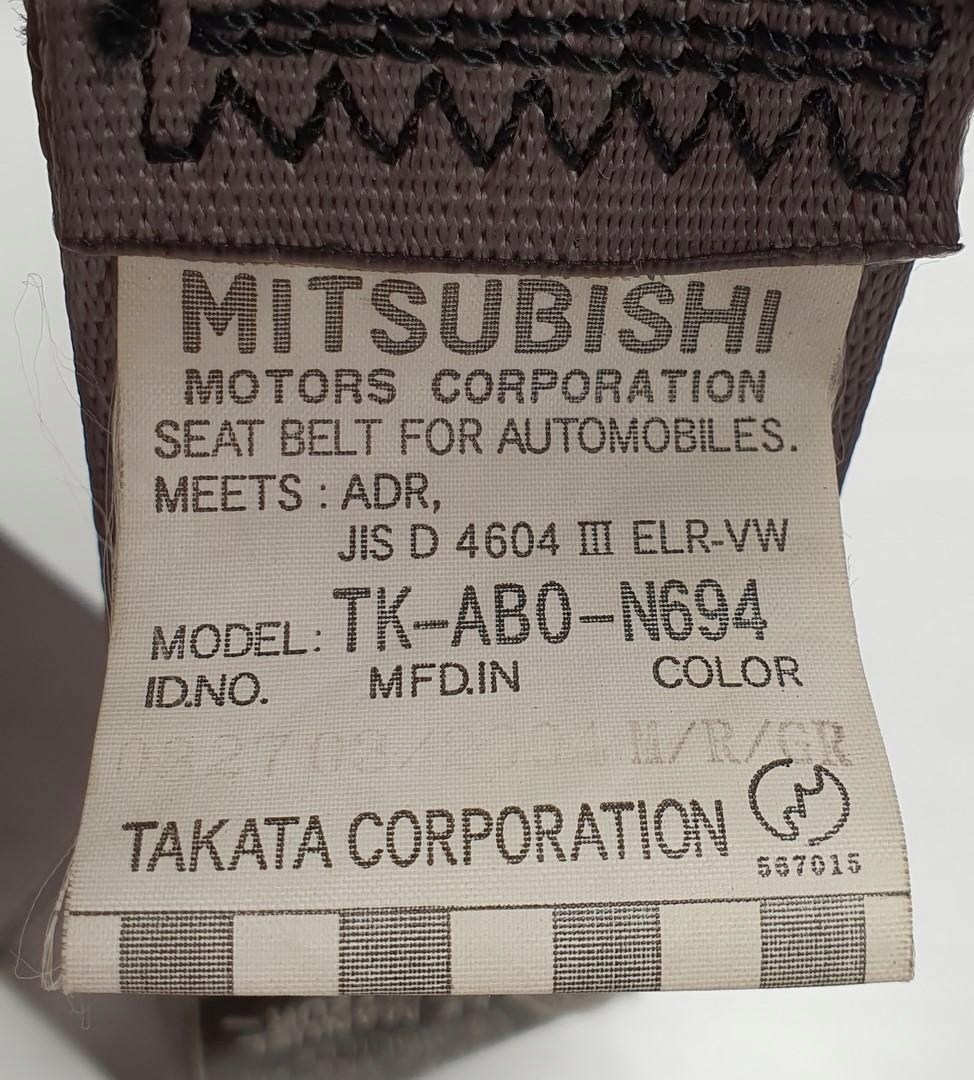 MITSUBISHI
MOTORS CORPORATION
SEAT BELT FOR AUTOMOBILES.
MEETS : ADR,
JIS D 4604 III ELR-VW
MODEL: TK-AB0-N694
ID.NO. MFD.IN COLOR
H/R/GR
TAKATA CORPORATION
567015